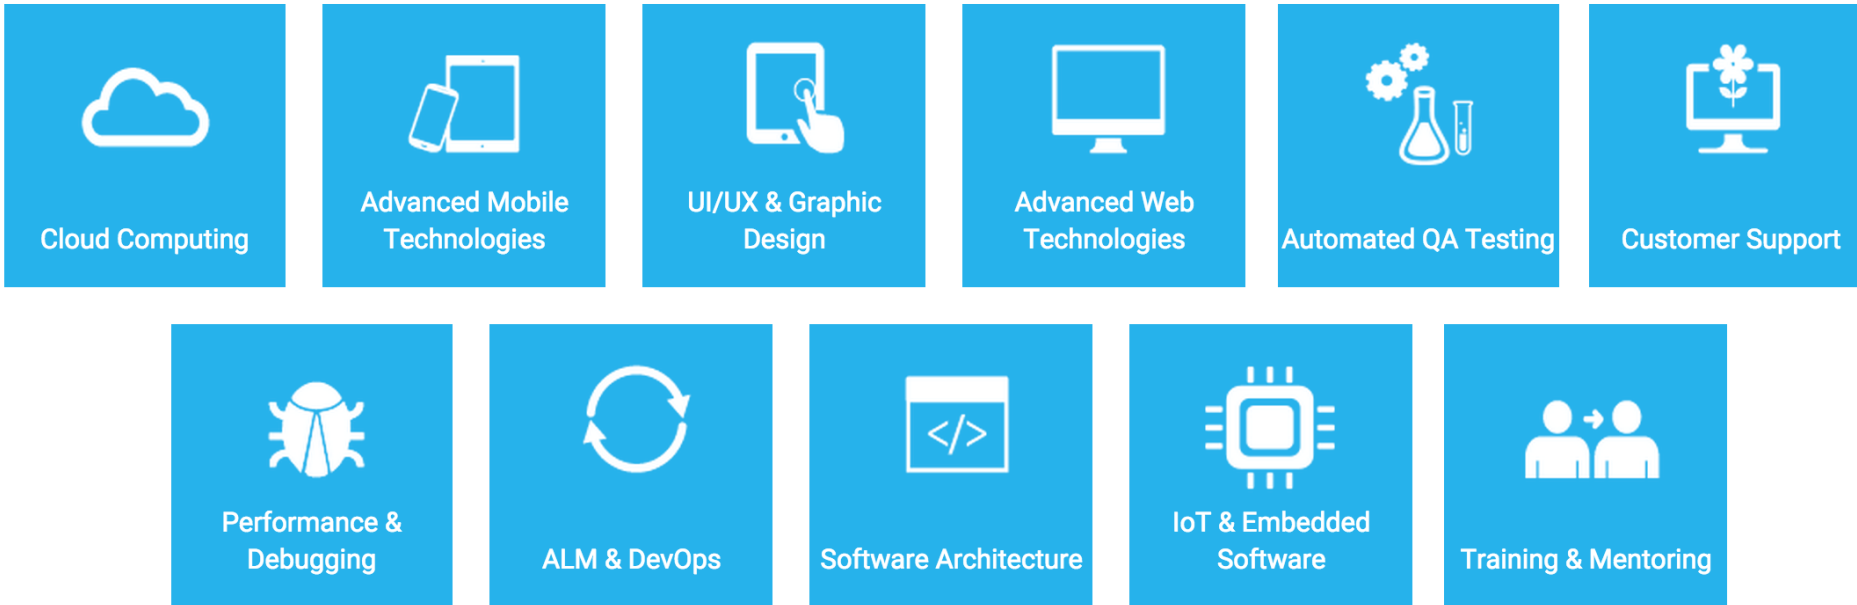 Cloud Computing
Advanced Mobile
Technologies
UI/UX & Graphic
Design
Advanced Web
Technologies
Automated QA Testing
Customer Support
Performance &
Debugging
ALM & DevOps
</>
Software Architecture
IoT & Embedded
Software
Training & Mentoring